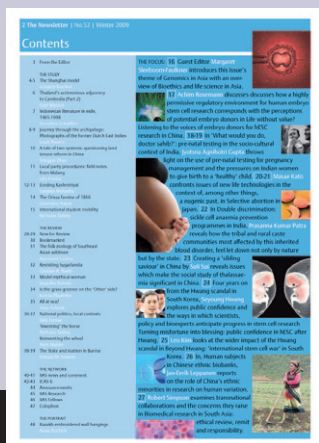 2 The Newsletter | No.52 | Winter 2009
Contents
3 From the Editor
THE STUDY
4-5 The Shanghai model
6 Thailand's acrimonious adjacency
to Cambodia (Part 2)
7 Indonesian literature in exile,
1965-1998
8-9 Journey through the archipelago:
Photographs of the former Dutch East Indies
10 A tale of two systems: questioning land
tenure reform in China
11 Local party procedures: field notes
from Malang
12-13 Ending Kashmiriyat
14 The China famine of 1804
15 International student mobility
THE REVIEW
28-29 New for Review
30 Bookmarked
31 The folk zoology of Southeast
Asian wildmen
32 Revisiting Nagalandia
33 Model mythical woman
34 Is the grass greener on the 'Other' side?
35 All at sea?
36-37 National politics, local contexts
'Rewriting' the home
Reinventing the wheel
38-39 The State and Illusion in Burma
THE NETWORK
40-41 IIAS news and comment
42-43 ICAS 6
44 Announcements
45 IIAS Research
46 IIAS Fellows
47 Colophon
THE PORTRAIT
48 Kazakh embroidered wall hangings
THE FOCUS: 16 Guest Editor Margaret
Sleeboom-Faulkner introduces this issue's
theme of Genomics in Asia with an over-
view of Bioethics and life science in Asia.
17 Achim Rosemann discusses discusses how a highly
permissive regulatory environment for human embryo
stem cell research corresponds with the perceptions
of potential embryo donors in Life without value?
Listening to the voices of embryo donors for hESC
research in China; 18-19 In 'What would you do,
doctor sahib?': pre-natal testing in the socio-cultural
context of India, Jyotsna Agnihotri Gupta throws
light on the use of pre-natal testing for pregnancy
management and the pressures on Indian women
to give birth to a 'healthy' child. 20-21 Masae Kato
confronts issues of new life technologies in the
context of, among other things,
a eugenic past, in Selective abortion in
Japan; 22 In Double discrimination:
sickle cell anaemia prevention
programmes in India, Prasanna Kumar Patra
reveals how the tribal and rural caste
communities most affected by this inherited
blood disorder, feel let down not only by nature
but by the state. 23 Creating a 'sibling
saviour' in China by Suli Sui reveals issues
which make the social study of thalassae-
mia significant in China. 24 Four years on
from the Hwang scandal in
South Korea, Seyoung Hwang
explores public confidence and
the ways in which scientists,
policy and bioexperts anticipate progress in stem cell research
Turning misfortune into blessing: public confidence in hESC after
Hwang. 25 Leo Kim looks at the wider impact of the Hwang
scandal in Beyond Hwang: 'international stem cell war' in South
Korea. 26 In, Human subjects
in Chinese ethnic biobanks,
Jan-Eerik Leppanen reports
on the role of China's ethnic
minorities in research on human variation.
27 Robert Simpson examines transnational
collaborations and the concerns they raise
in Biomedical research in South Asia:
ethical review, remit
and responsibility.